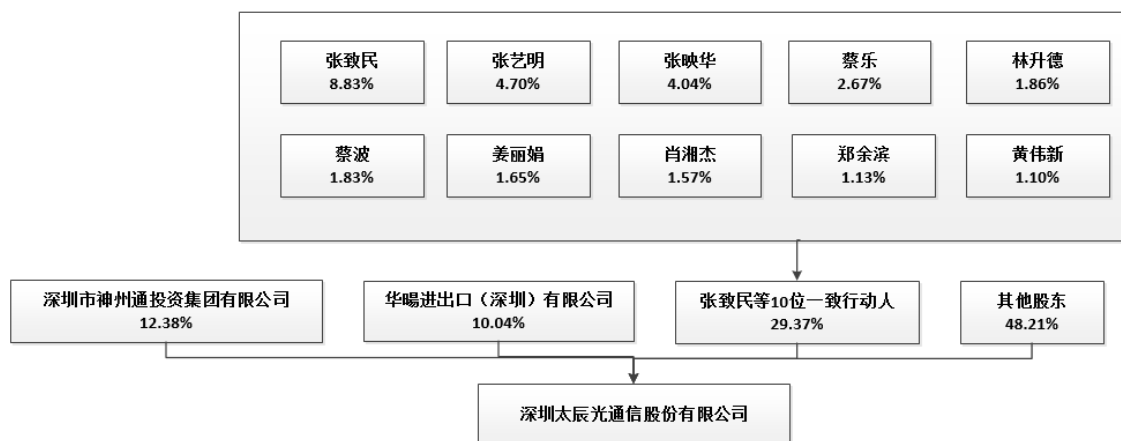 张致民
8.83%
张艺明
4.70%
张映华
4.04%
蔡乐
2.67%
林升德
1.86%
蔡波
1.83%
姜丽娟
1.65%
肖湘杰
1.57%
郑余滨
1.13%
黄伟新
1.10%
深圳市神州通投资集团有限公司
12.38%
华暘进出口（深圳）有限公司
10.04%
张致民等10位一致行动人
29.37%
其他股东
48.21%
深圳太辰光通信股份有限公司